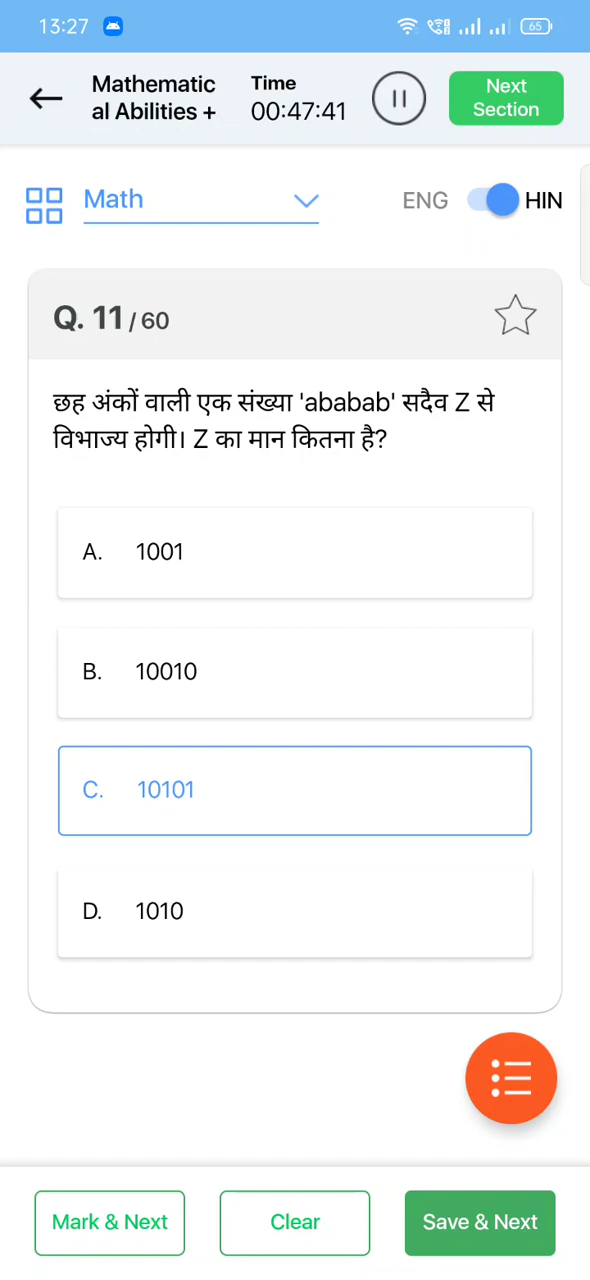 13:27
65
Mathematic
al Abilities +
Time
00:47:41
Next
Section
Math
ENG
HIN
Q. 11 / 60
छह अंकों वाली एक संख्या 'ababab' सदैव Z से
विभाज्य होगी। Z का मान कितना है?
A. 1001
B. 10010
C. 10101
D. 1010
Mark & Next
Clear
Save & Next